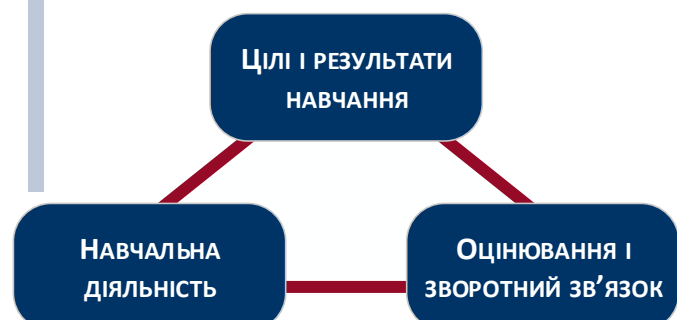 Цілі і результати
навчання
Навчальна
діяльність
Оцінювання і
зворотний зв’язок